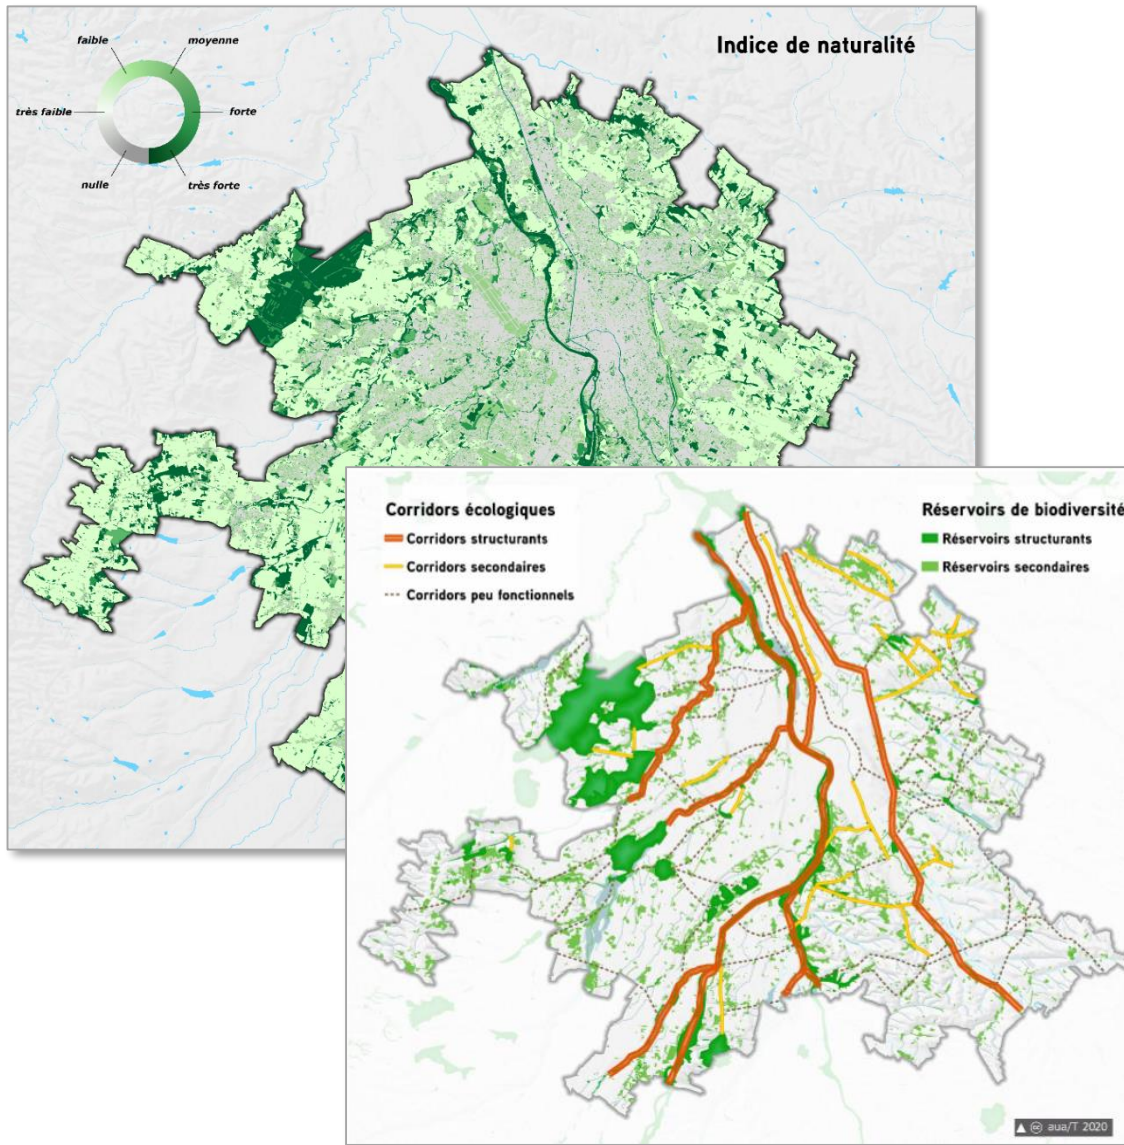 Indice de naturalité
faible
moyenne
très faible
forte
nulle
très forte
Corridors écologiques
Corridors structurants
Corridors secondaires
Corridors peu fonctionnels
Réservoirs de biodiversité
Réservoirs structurants
Réservoirs secondaires
cc aua/T 2020